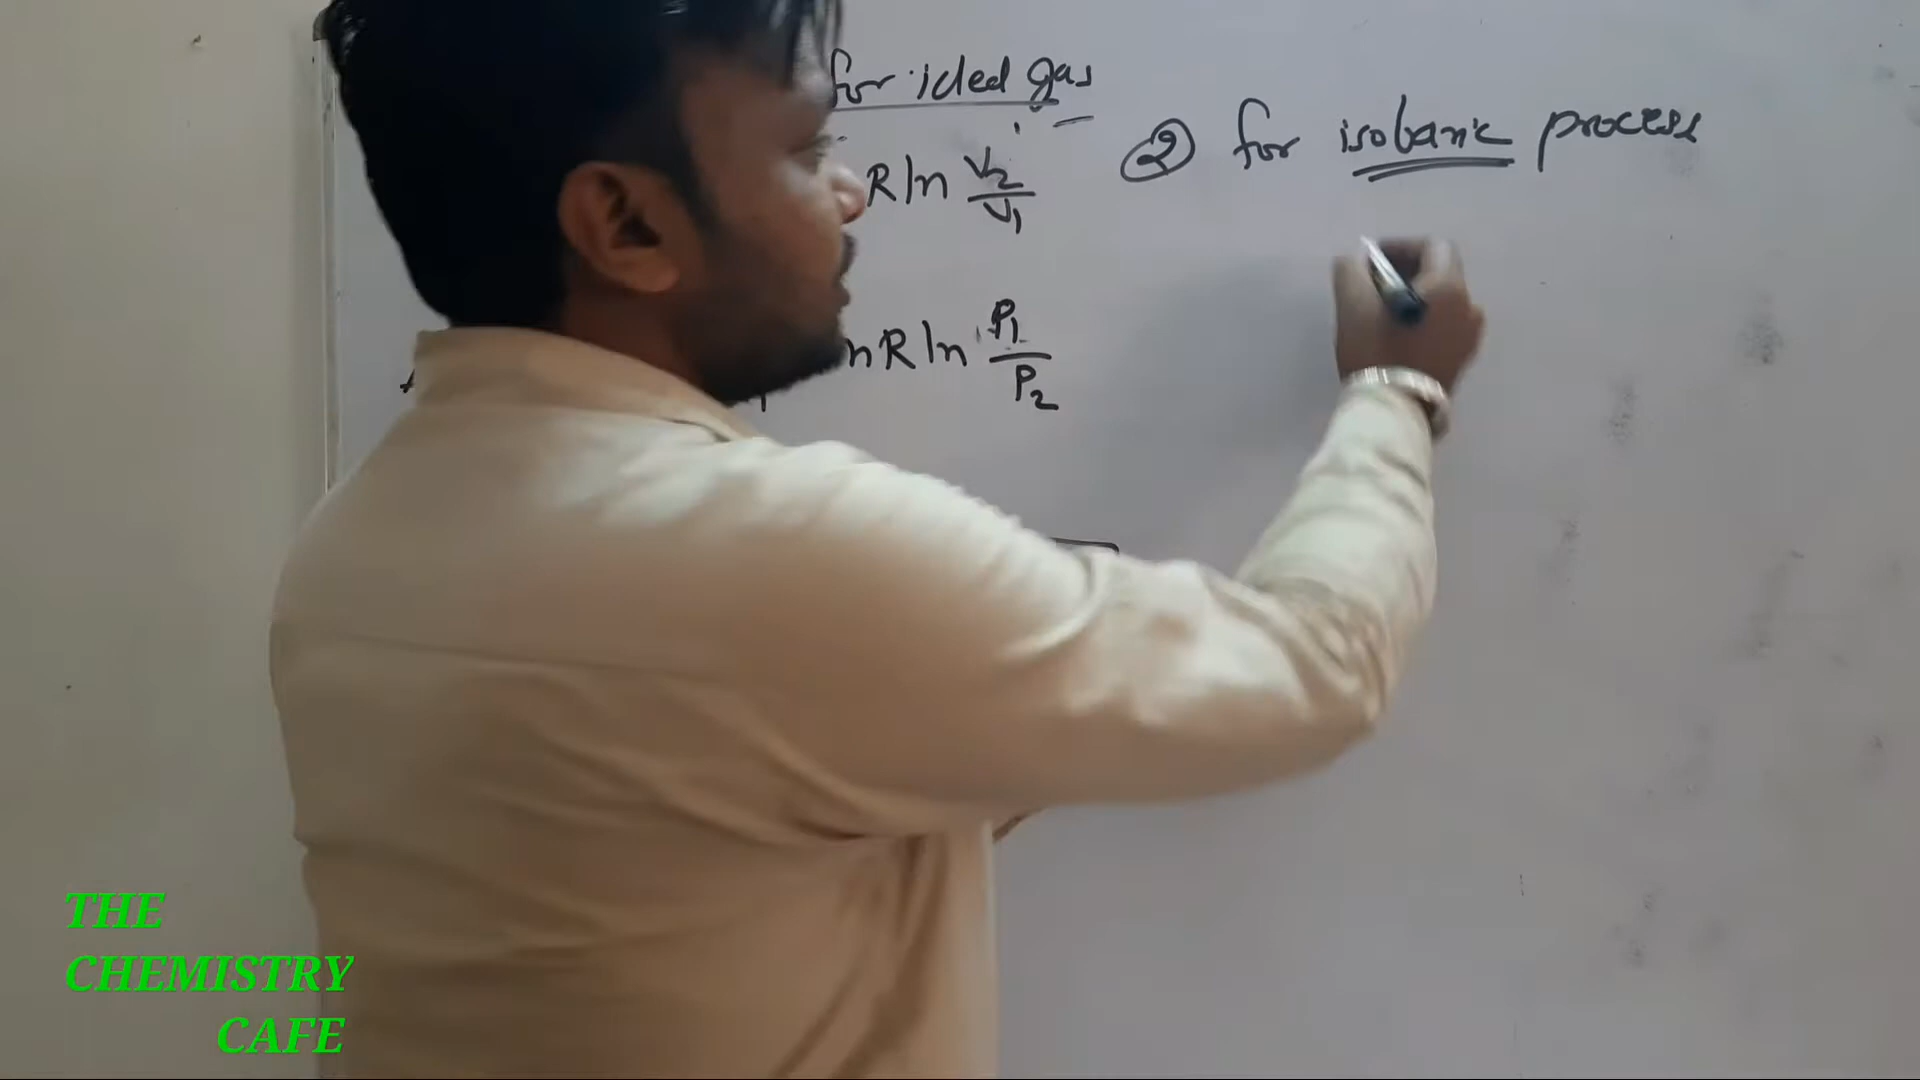 for ideal gas
② for isobaric process
R ln V2/V1
nR ln P1/P2
THE
CHEMISTRY
CAFE